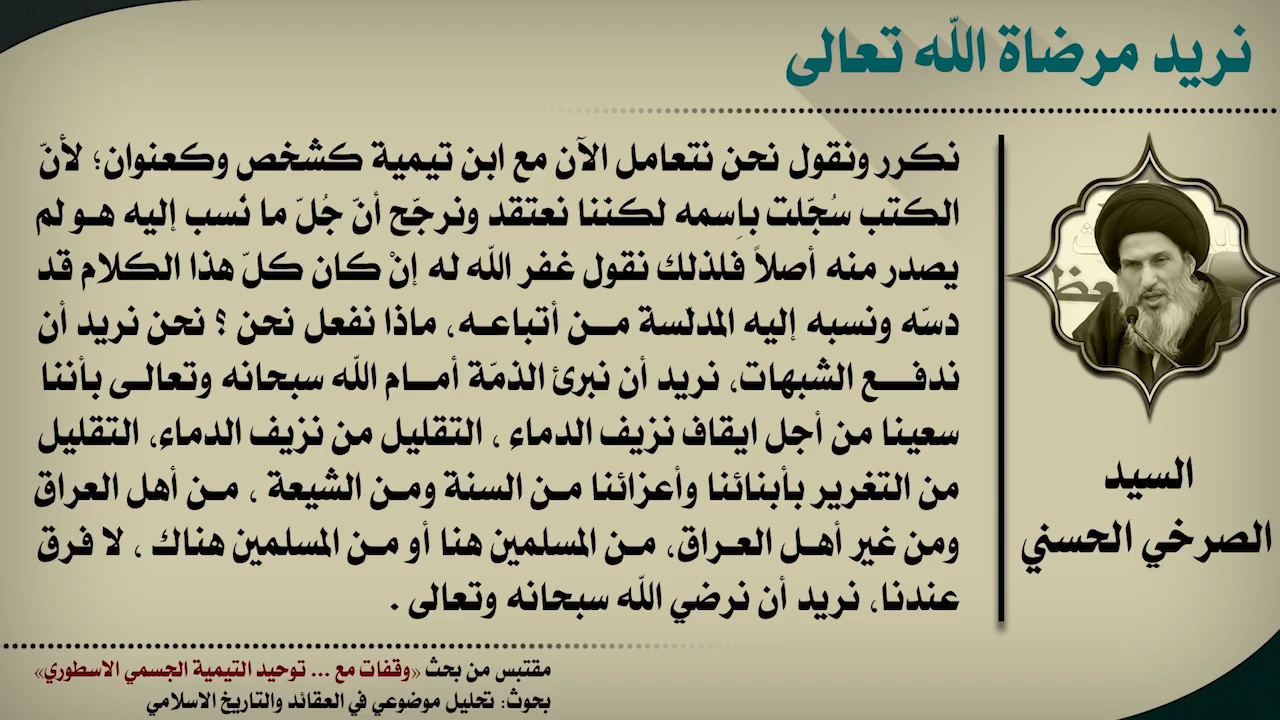 نريد مرضاة الله تعالى
نكرر ونقول نحن نتعامل الآن مع ابن تيمية كشخص وكعنوان؛ لأنّ
الكتب سُجّلت بإسمه لكننا نعتقد ونرجّح أنّ جُلّ ما نُسب إليه هو لم
يصدر منه أصلاً فلذلك نقول غفر الله له إنْ كان كلّ هذا الكلام قد
دسّه ونسبه إليه المدلّسة من أتباعه، ماذا نفعل نحن ؟ نحن نريد أن
ندفع الشبهات، نريد أن نبرئ الذمّة أمام الله سبحانه وتعالى بأننا
سعينا من أجل ايقاف نزيف الدماء ، التقليل من نزيف الدماء، التقليل
من التغرير بأبنائنا وأعزائنا من السنة ومن الشيعة ، من أهل العراق
ومن غير أهل العراق، من المسلمين هنا أو من المسلمين هناك ، لا فرق
عندنا، نريد أن نرضي الله سبحانه وتعالى .
السيد
الصرخي الحسني
مقتبس من بحث «وقفات مع ... توحيد التيمية الجسمي الاسطوري»
بحوث: تحليل موضوعي في العقائد والتاريخ الاسلامي